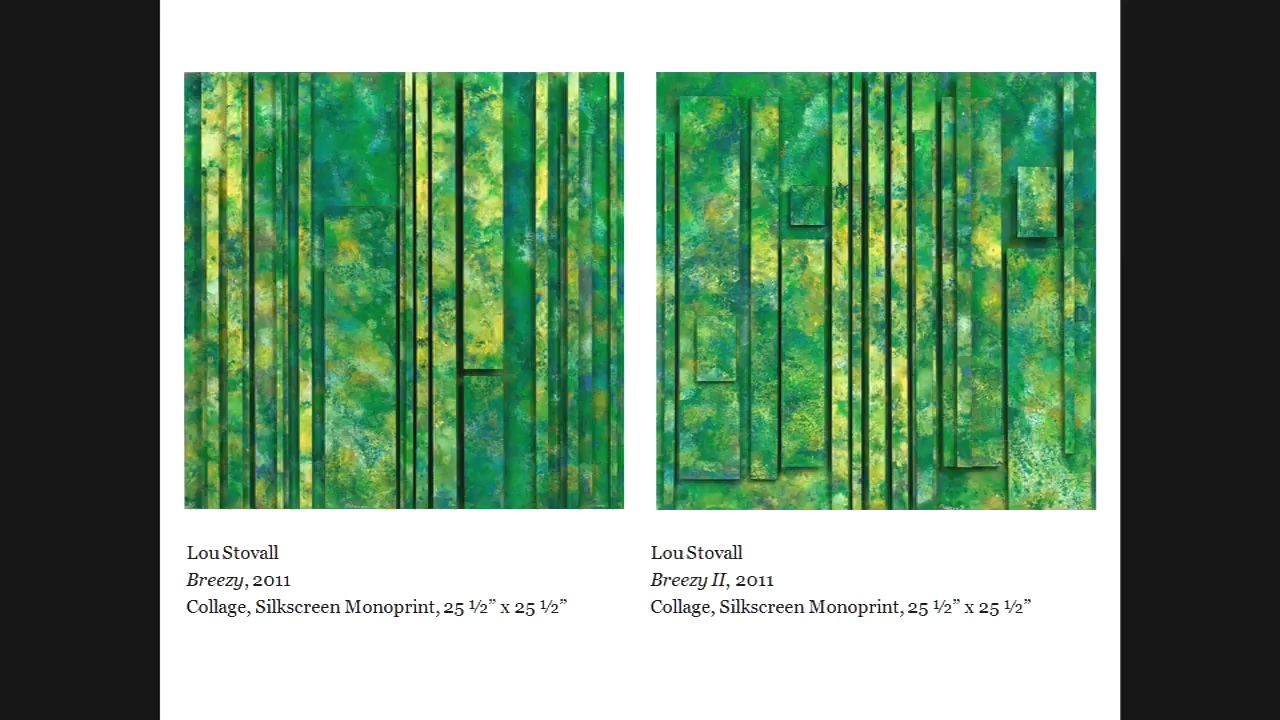 Lou Stovall
Breezy, 2011
Collage, Silkscreen Monoprint, 25 ½” x 25 ½”
Lou Stovall
Breezy II, 2011
Collage, Silkscreen Monoprint, 25 ½” x 25 ½”